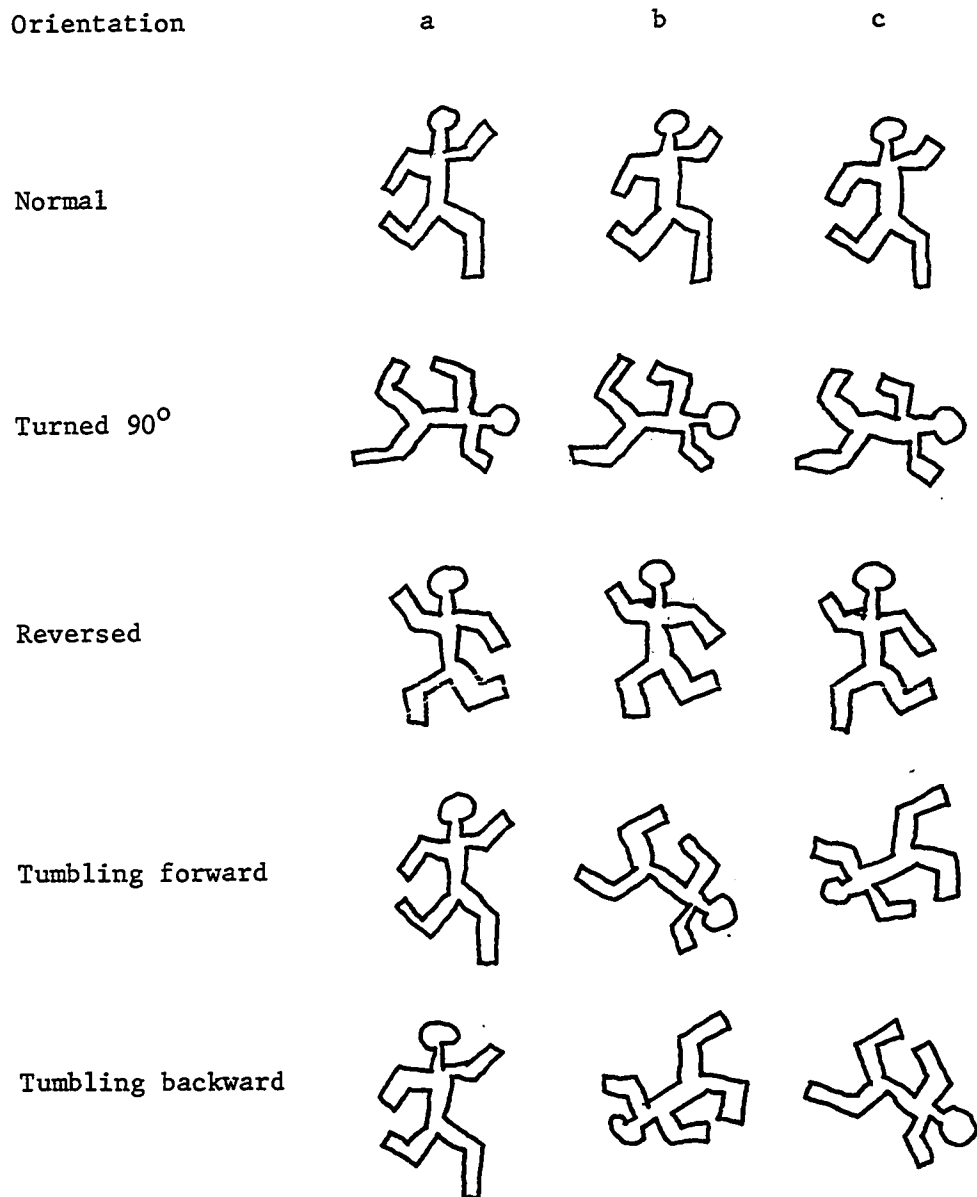 Orientation a b c
Normal
Turned 90°
Reversed
Tumbling forward
Tumbling backward